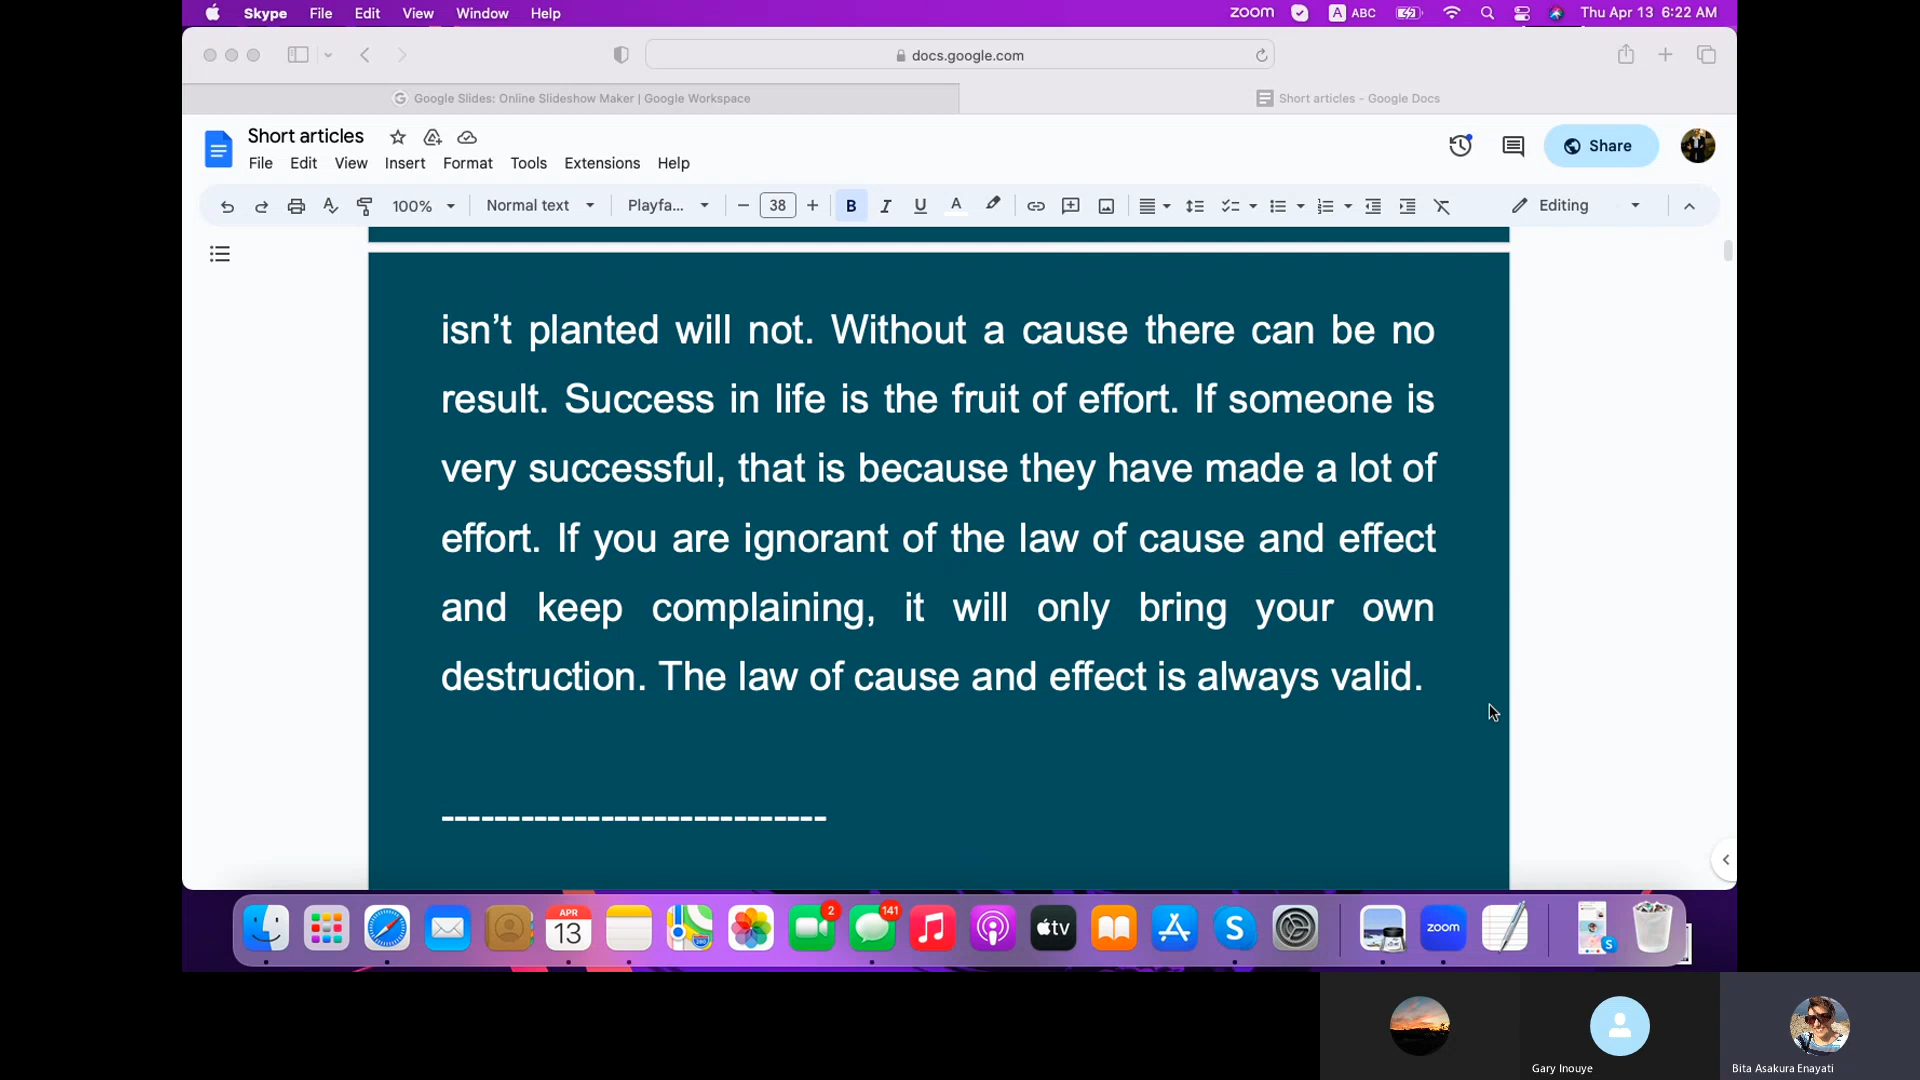 Skype File Edit View Window Help zoom A ABC Thu Apr 13 6:22 AM
docs.google.com
Google Slides: Online Slideshow Maker | Google Workspace Short articles - Google Docs
Short articles
File Edit View Insert Format Tools Extensions Help
Share
100% Normal text Playfa... 38 B I U A Editing
isn’t planted will not. Without a cause there can be no
result. Success in life is the fruit of effort. If someone is
very successful, that is because they have made a lot of
effort. If you are ignorant of the law of cause and effect
and keep complaining, it will only bring your own
destruction. The law of cause and effect is always valid.
-----------------------------
APR 2 141
13 tv zoom
Gary Inouye Bita Asakura Enayati